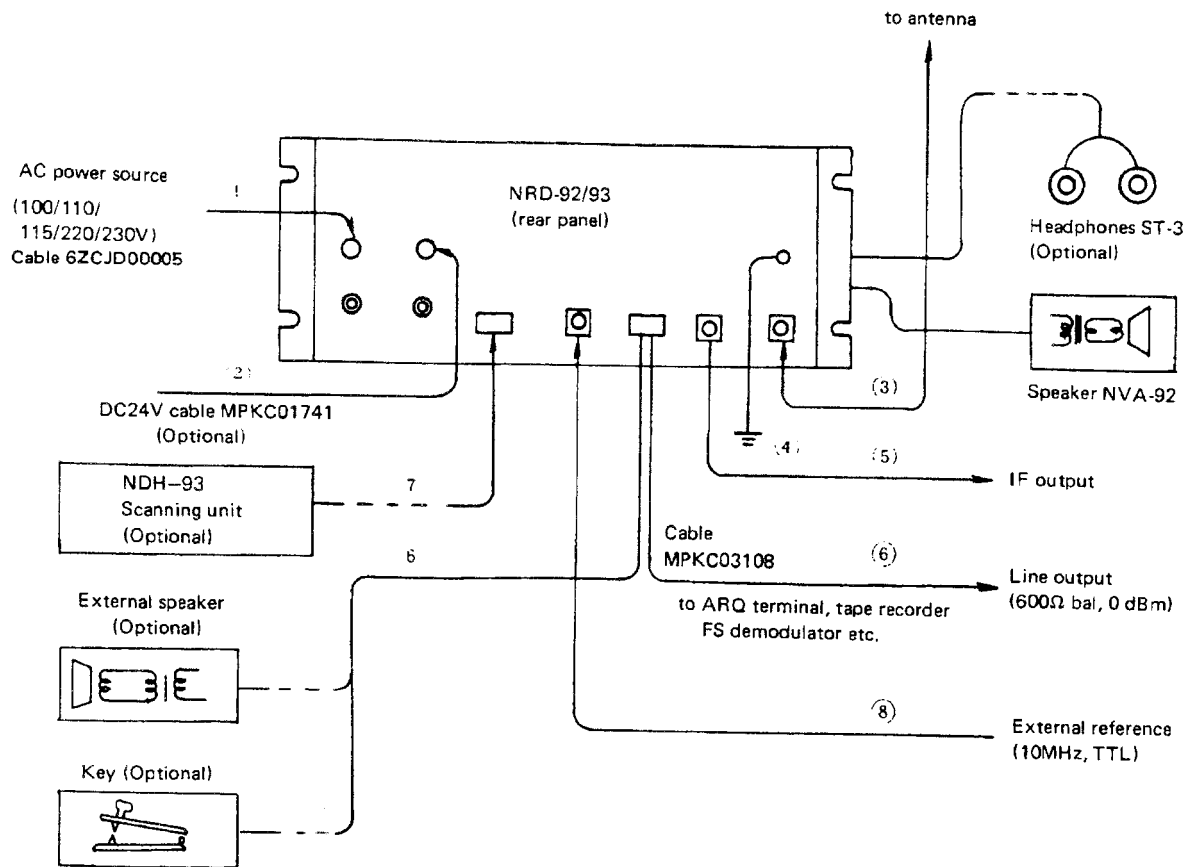 to antenna
AC power source
(100/110/
115/220/230V)
Cable 6ZCJD00005
1
NRD-92/93
(rear panel)
Headphones ST-3
(Optional)
Speaker NVA-92
(2)
DC24V cable MPKC01741
(Optional)
(3)
(4)
(5)
IF output
NDH-93
Scanning unit
(Optional)
7
6
Cable
MPKC03108
(6)
Line output
(600Ω bal, 0 dBm)
to ARQ terminal, tape recorder
FS demodulator etc.
External speaker
(Optional)
(8)
External reference
(10MHz, TTL)
Key (Optional)